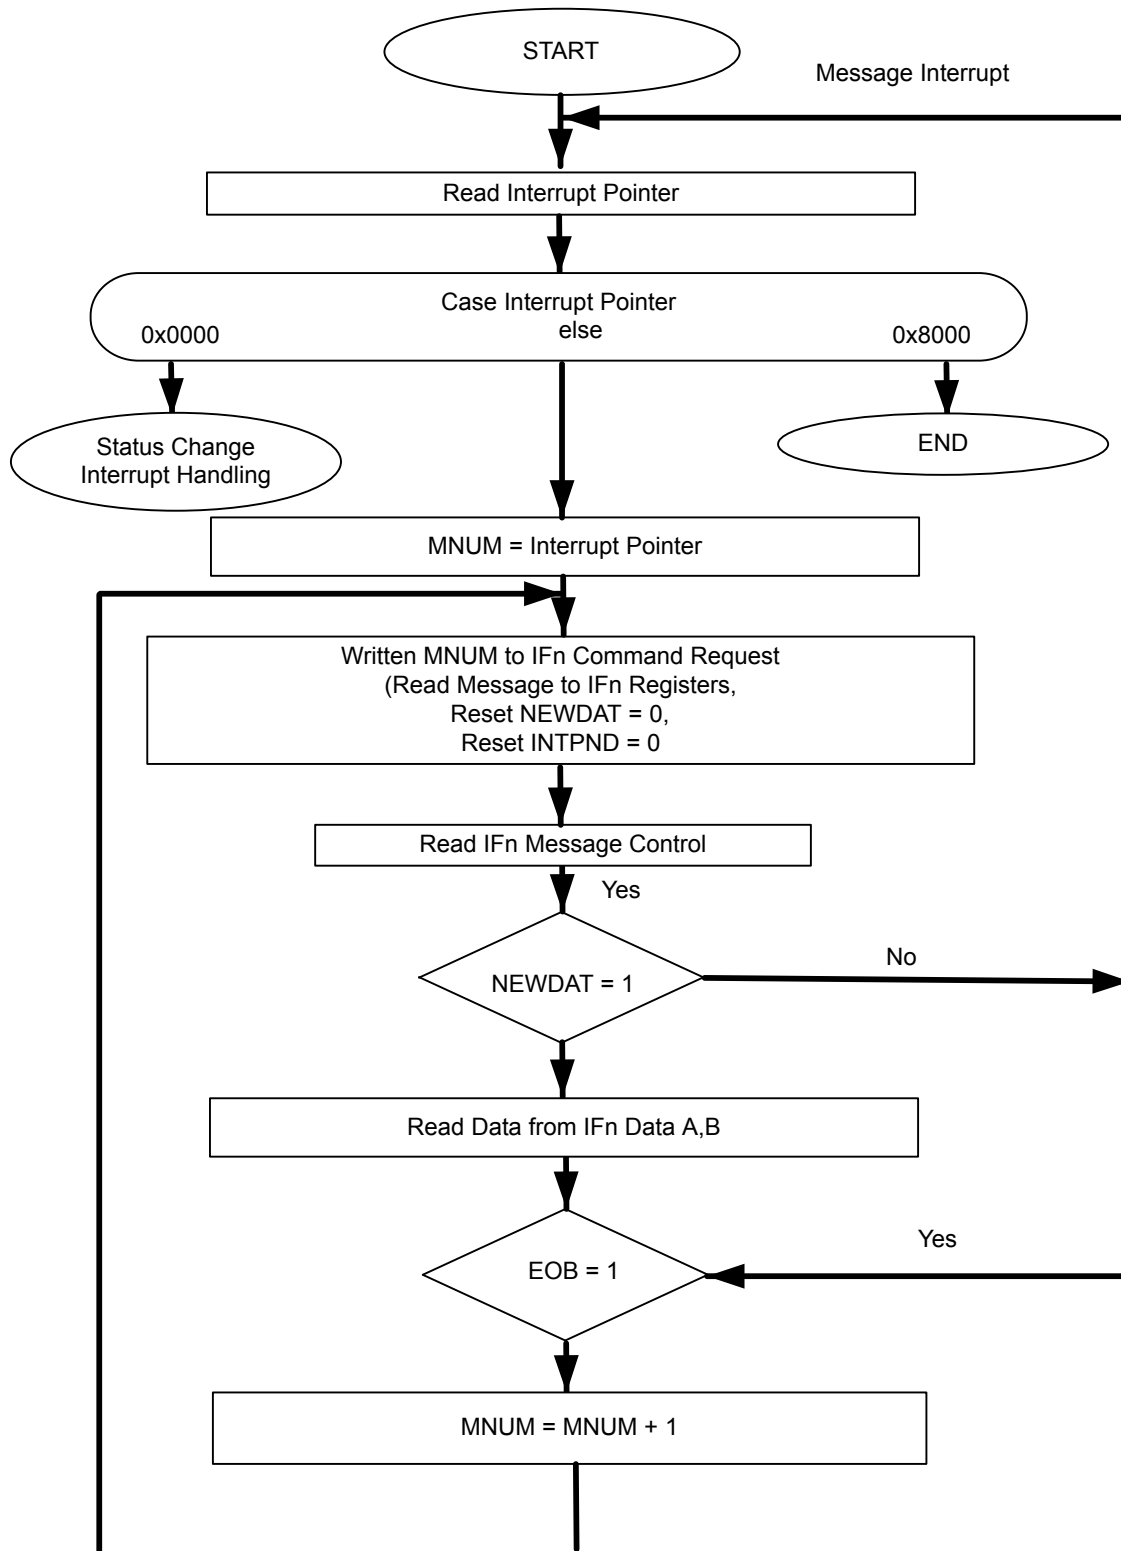 START
Message Interrupt
Read Interrupt Pointer
Case Interrupt Pointer
else
0x0000
0x8000
Status Change
Interrupt Handling
END
MNUM = Interrupt Pointer
Written MNUM to IFn Command Request
(Read Message to IFn Registers,
Reset NEWDAT = 0,
Reset INTPND = 0
Read IFn Message Control
Yes
NEWDAT = 1
No
Read Data from IFn Data A,B
EOB = 1
Yes
MNUM = MNUM + 1